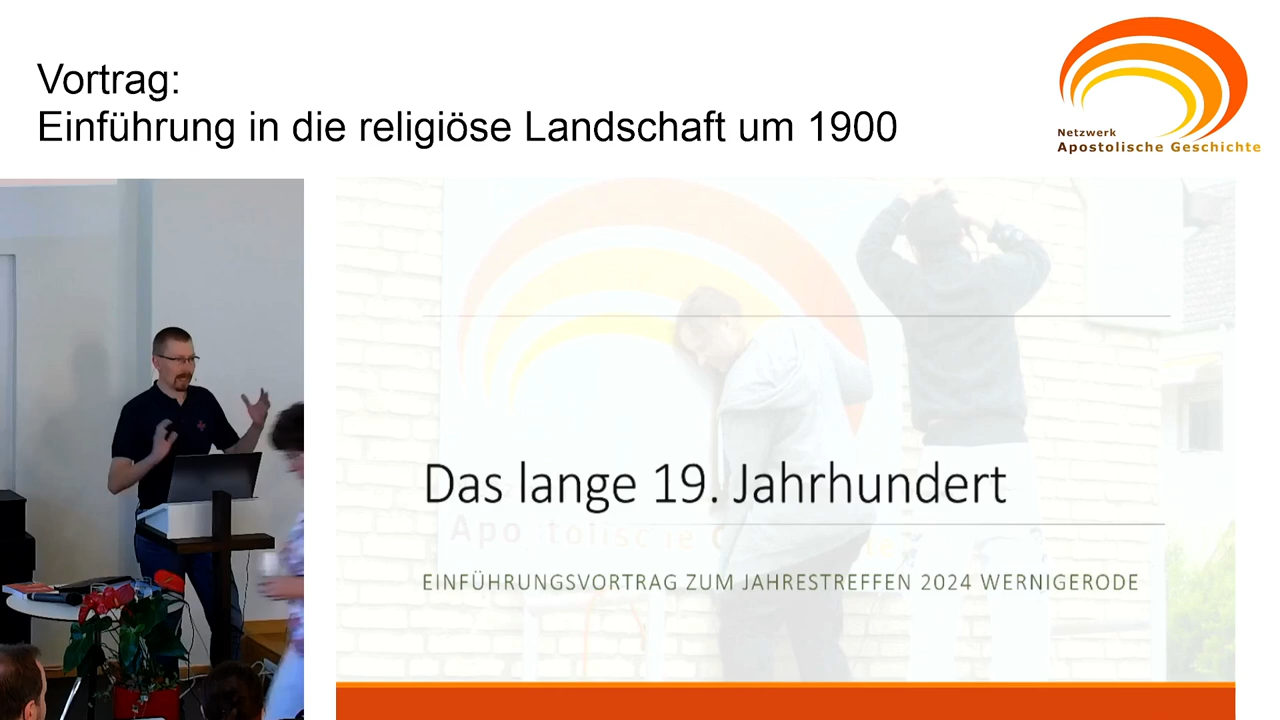 Vortrag:
Einführung in die religiöse Landschaft um 1900
Netzwerk
Apostolische Geschichte
Das lange 19. Jahrhundert
EINFÜHRUNGSVORTRAG ZUM JAHRESTREFFEN 2024 WERNIGERODE